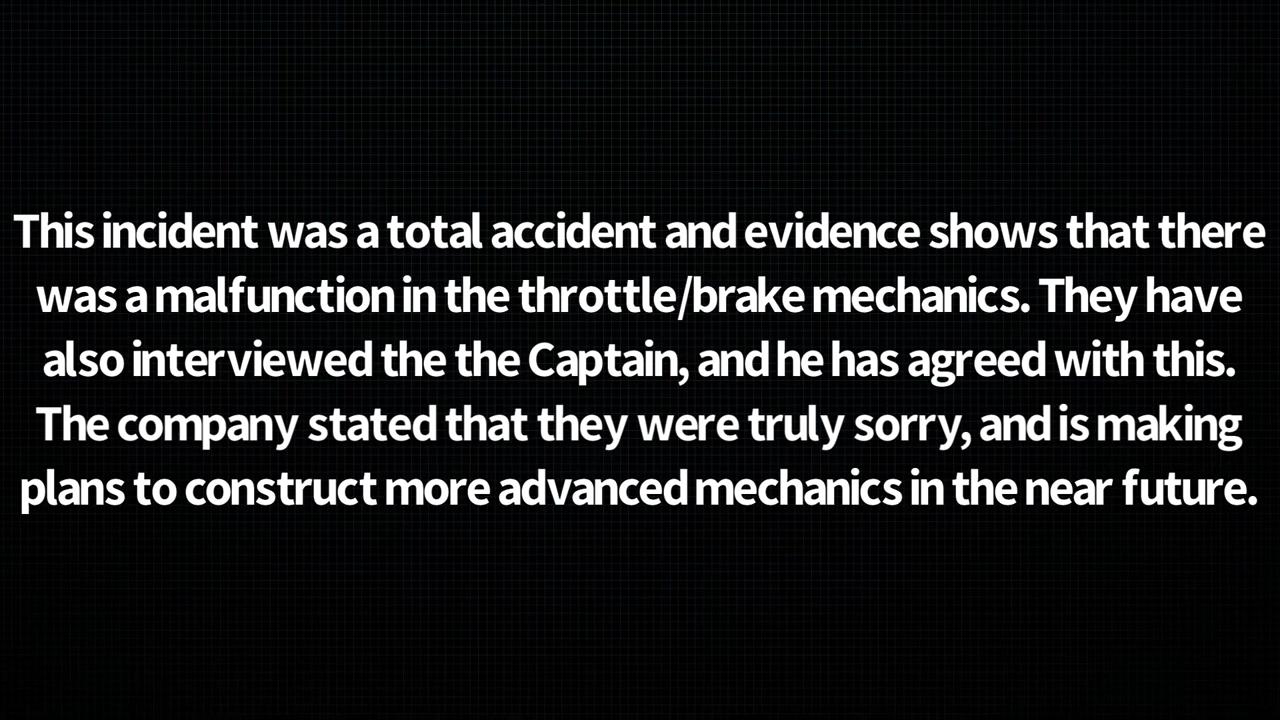 This incident was a total accident and evidence shows that there
was a malfunction in the throttle/brake mechanics. They have
also interviewed the the Captain, and he has agreed with this.
The company stated that they were truly sorry, and is making
plans to construct more advanced mechanics in the near future.